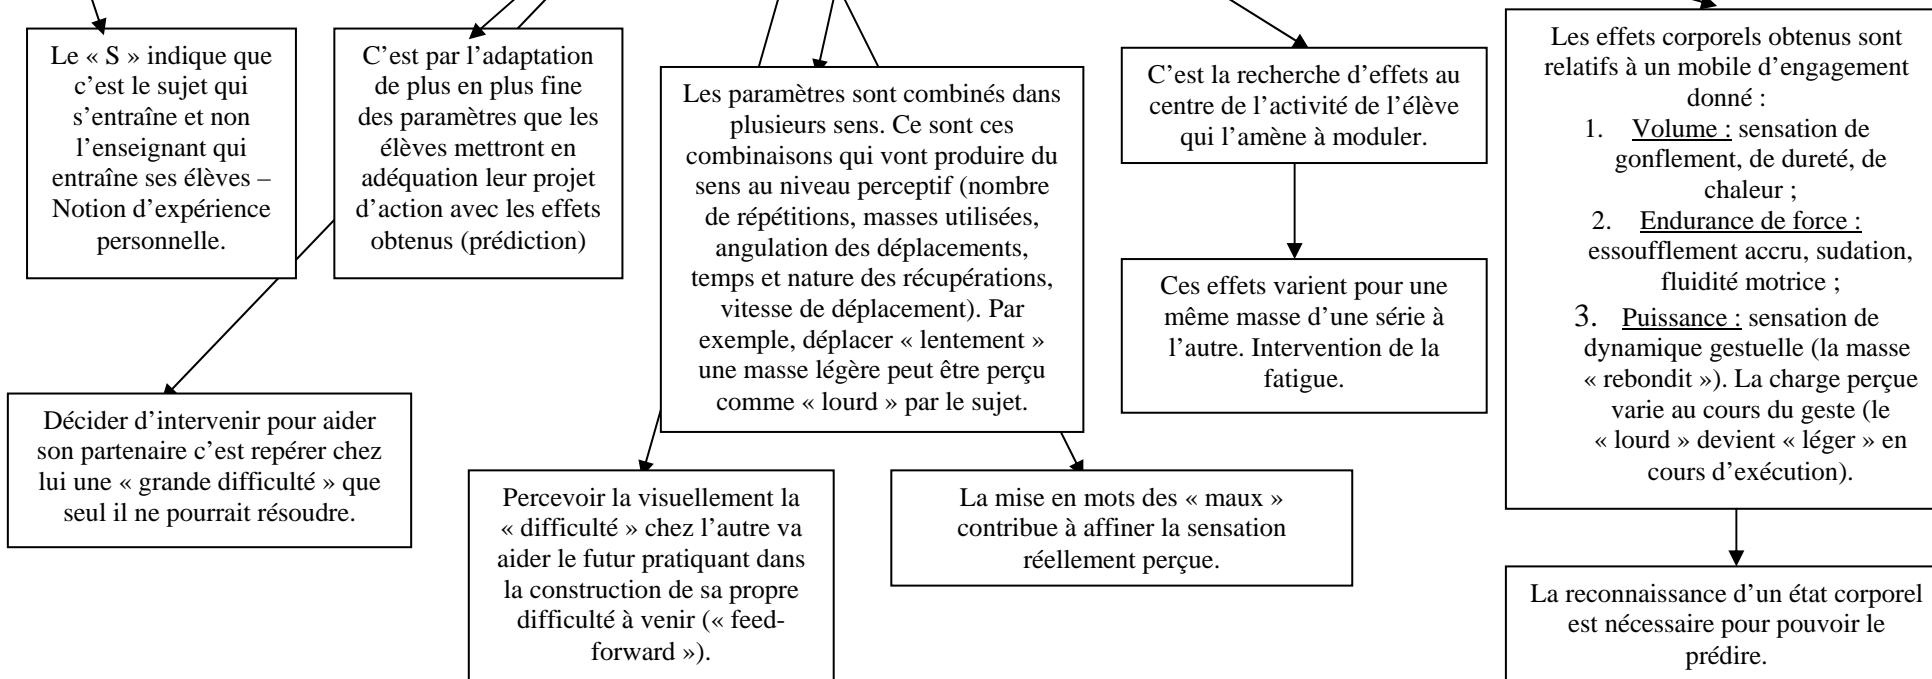 Le « S » indique que
c’est le sujet qui
s’entraîne et non
l’enseignant qui
entraîne ses élèves –
Notion d’expérience
personnelle.
C’est par l’adaptation
de plus en plus fine
des paramètres que les
élèves mettront en
adéquation leur projet
d’action avec les effets
obtenus (prédiction)
Les paramètres sont combinés dans
plusieurs sens. Ce sont ces
combinaisons qui vont produire du
sens au niveau perceptif (nombre
de répétitions, masses utilisées,
angulation des déplacements,
temps et nature des récupérations,
vitesse de déplacement). Par
exemple, déplacer « lentement »
une masse légère peut être perçu
comme « lourd » par le sujet.
C’est la recherche d’effets au
centre de l’activité de l’élève
qui l’amène à moduler.
Ces effets varient pour une
même masse d’une série à
l’autre. Intervention de la
fatigue.
Les effets corporels obtenus sont
relatifs à un mobile d’engagement
donné :
1. Volume : sensation de
gonflement, de dureté, de
chaleur ;
2. Endurance de force :
essoufflement accru, sudation,
fluidité motrice ;
3. Puissance : sensation de
dynamique gestuelle (la masse
« rebondit »). La charge perçue
varie au cours du geste (le
« lourd » devient « léger » en
cours d’exécution).
Décider d’intervenir pour aider
son partenaire c’est repérer chez
lui une « grande difficulté » que
seul il ne pourrait résoudre.
Percevoir la visuellement la
« difficulté » chez l’autre va
aider le futur pratiquant dans
la construction de sa propre
difficulté à venir (« feed-
forward »).
La mise en mots des « maux »
contribue à affiner la sensation
réellement perçue.
La reconnaissance d’un état corporel
est nécessaire pour pouvoir le
prédire.